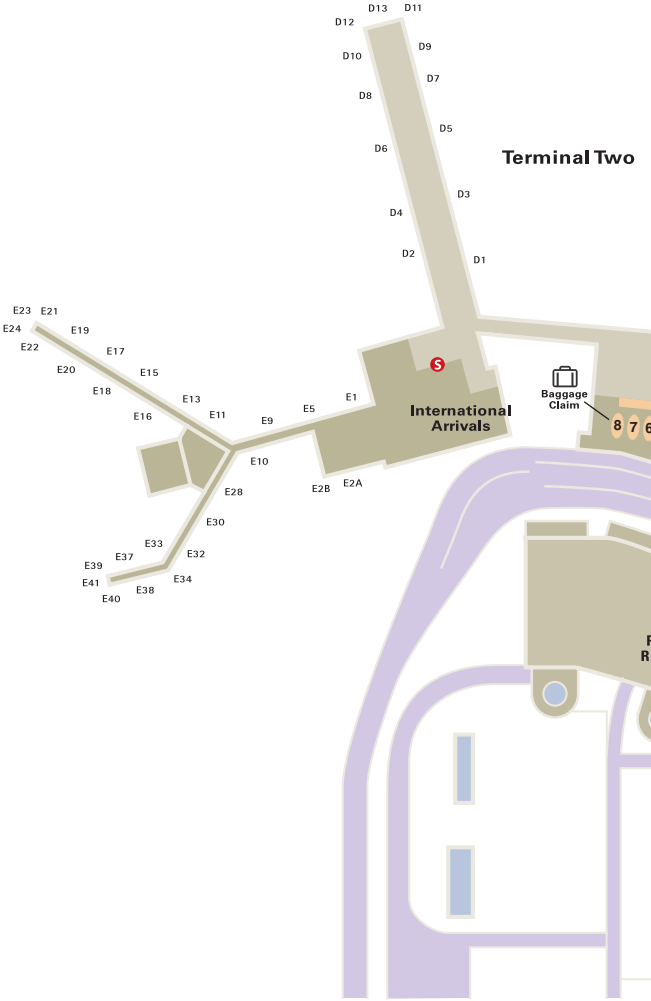 D13
D11
D12
D9
D10
D7
D8
D5
D6
Terminal Two
D3
D4
D2
D1
E23
E21
E24
E19
E22
E17
E20
E15
E18
E13
E16
E11
S
Baggage
Claim
E1
E5
E9
International
Arrivals
8 7 6
E10
E2A
E2B
E28
E30
E33
E32
E37
E39
E34
E41
E38
E40
R